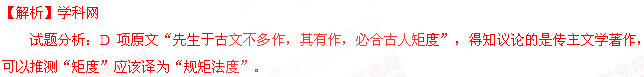 【解析】学科网
试题分析：D 项原文“先生于古文不多作，其有作，必合古人矩度”，得知议论的是传主文学著作，
可以推测“矩度”应该译为“规矩法度”。